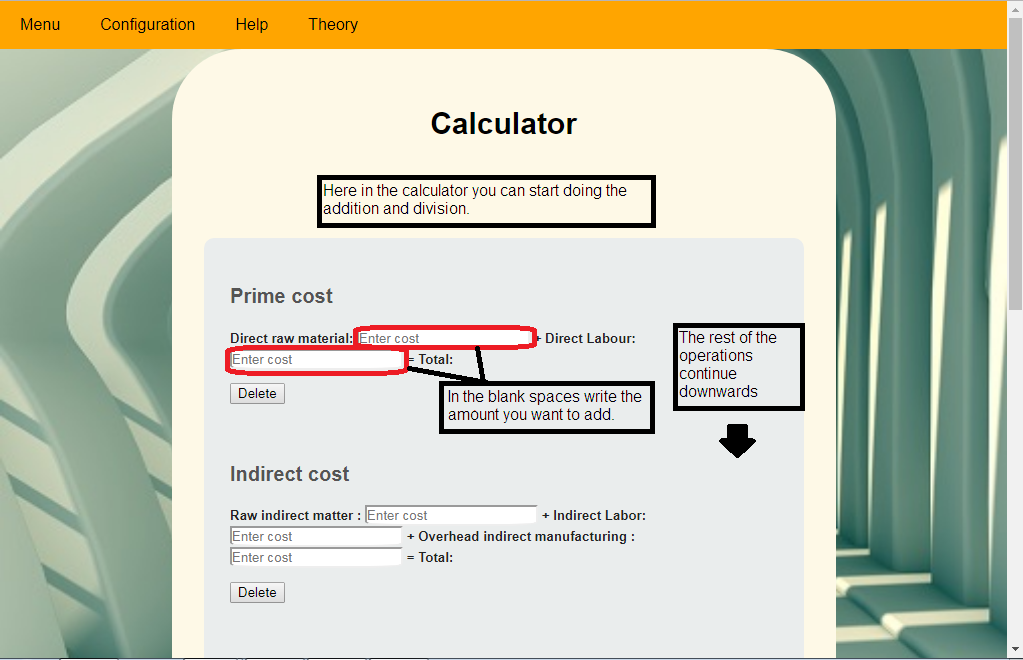 Menu Configuration Help Theory
Calculator
Here in the calculator you can start doing the
addition and division.
Prime cost
Direct raw material: Enter cost + Direct Labour:
Enter cost = Total:
Delete
The rest of the
operations
continue
downwards
In the blank spaces write the
amount you want to add.
Indirect cost
Raw indirect matter : Enter cost + Indirect Labor:
Enter cost + Overhead indirect manufacturing :
Enter cost = Total:
Delete